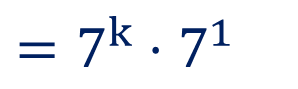 = 7ᵏ · 7¹